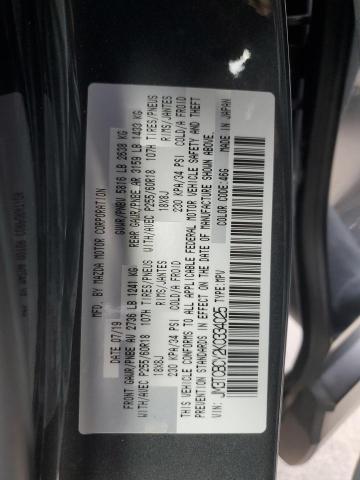 MFD. BY MAZDA MOTOR CORPORATION
DATE: 07/19 GVWR/PNBV: 5816 LB 2638 KG
FRONT GAWR/PNBE AV 2736 LB 1241 KG REAR GAWR/PNBE AR 3159 LB 1433 KG
WITH/AVEC P255/60R18 107H TIRES/PNEUS WITH/AVEC P255/60R18 107H TIRES/PNEUS
18X8J RIMS/JANTES 18X8J RIMS/JANTES
230 KPA/34 PSI COLD/A FROID 230 KPA/34 PSI COLD/A FROID
THIS VEHICLE CONFORMS TO ALL APPLICABLE FEDERAL MOTOR VEHICLE SAFETY AND THEFT
PREVENTION STANDARDS IN EFFECT ON THE DATE OF MANUFACTURE SHOWN ABOVE.
VIN: TYPE: MPV COLOR CODE: 46G MADE IN JAPAN